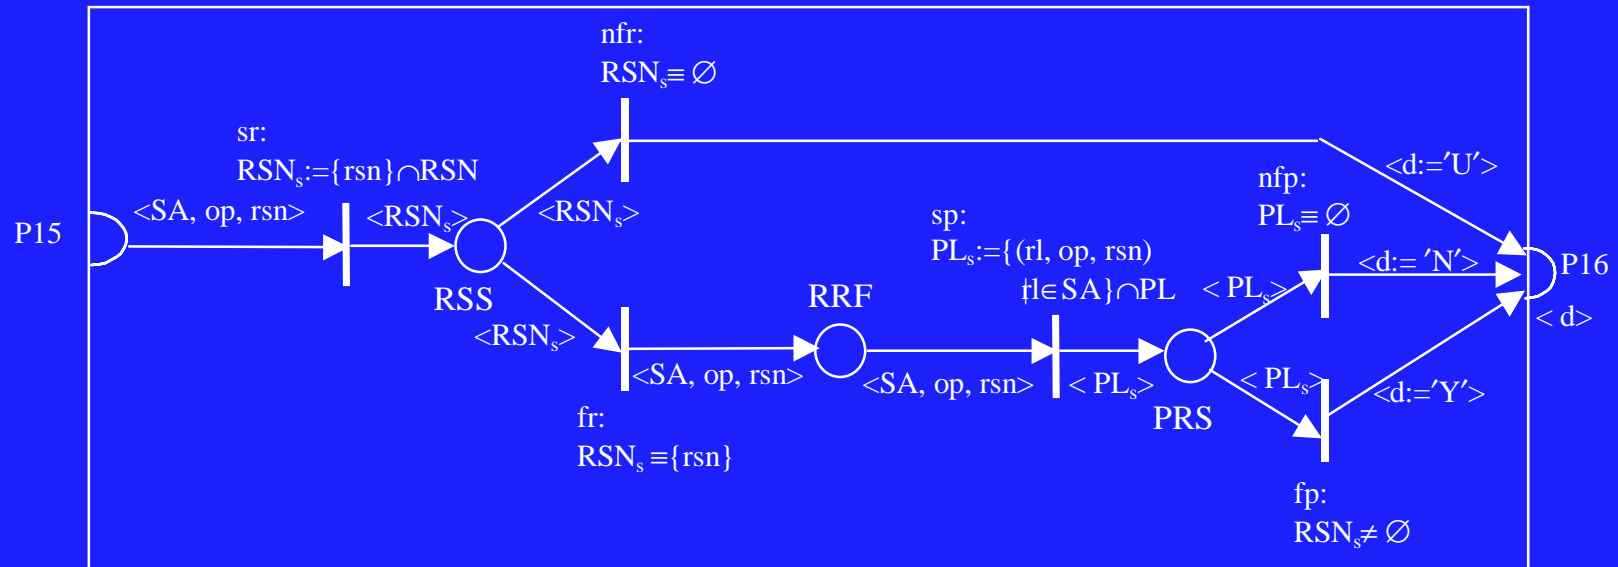 nfr:
RSNₛ≡ ∅
sr:
RSNₛ:={rsn}∩RSN
<SA, op, rsn>
<RSNₛ>
<RSNₛ>
P15
RSS
<RSNₛ>
fr:
RSNₛ ≡{rsn}
<SA, op, rsn>
RRF
<SA, op, rsn>
sp:
PLₛ:={(rl, op, rsn)
|rl∈SA}∩PL
< PLₛ>
PRS
< PLₛ>
< PLₛ>
nfp:
PLₛ≡ ∅
fp:
RSNₛ≠ ∅
<d:=′U′>
<d:= ′N′>
<d:=′Y′>
P16
< d>